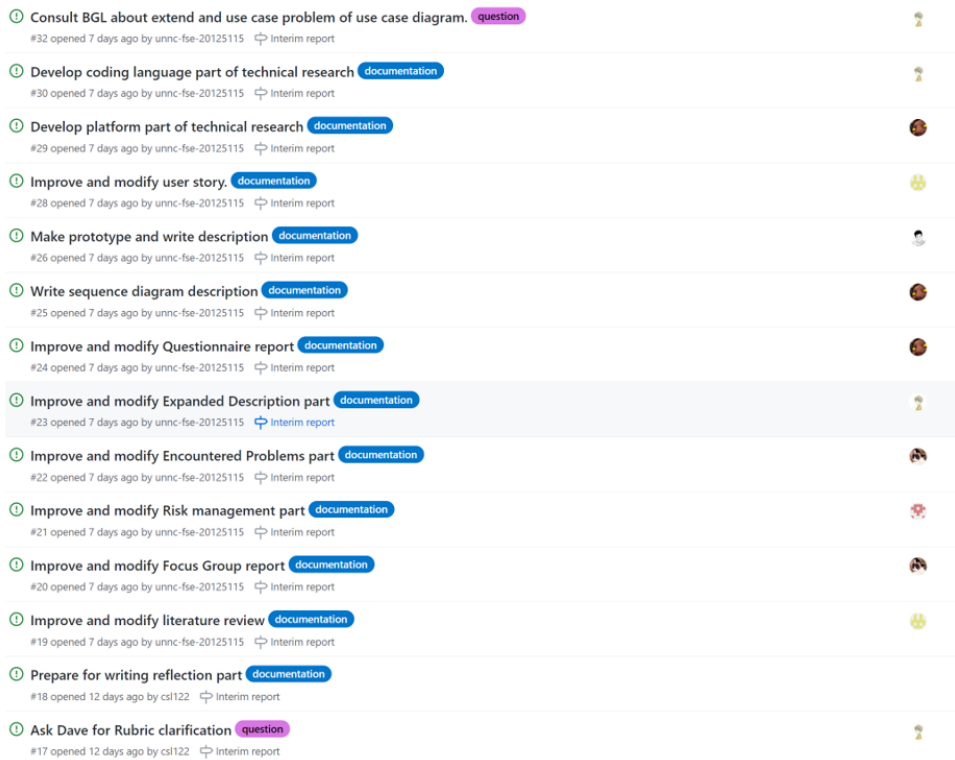 Consult BGL about extend and use case problem of use case diagram. question
#32 opened 7 days ago by unnc-fse-20125115 Interim report
Develop coding language part of technical research documentation
#30 opened 7 days ago by unnc-fse-20125115 Interim report
Develop platform part of technical research documentation
#29 opened 7 days ago by unnc-fse-20125115 Interim report
Improve and modify user story. documentation
#28 opened 7 days ago by unnc-fse-20125115 Interim report
Make prototype and write description documentation
#26 opened 7 days ago by unnc-fse-20125115 Interim report
Write sequence diagram description documentation
#25 opened 7 days ago by unnc-fse-20125115 Interim report
Improve and modify Questionnaire report documentation
#24 opened 7 days ago by unnc-fse-20125115 Interim report
Improve and modify Expanded Description part documentation
#23 opened 7 days ago by unnc-fse-20125115 Interim report
Improve and modify Encountered Problems part documentation
#22 opened 7 days ago by unnc-fse-20125115 Interim report
Improve and modify Risk management part documentation
#21 opened 7 days ago by unnc-fse-20125115 Interim report
Improve and modify Focus Group report documentation
#20 opened 7 days ago by unnc-fse-20125115 Interim report
Improve and modify literature review documentation
#19 opened 7 days ago by unnc-fse-20125115 Interim report
Prepare for writing reflection part documentation
#18 opened 12 days ago by csl122 Interim report
Ask Dave for Rubric clarification question
#17 opened 12 days ago by csl122 Interim report